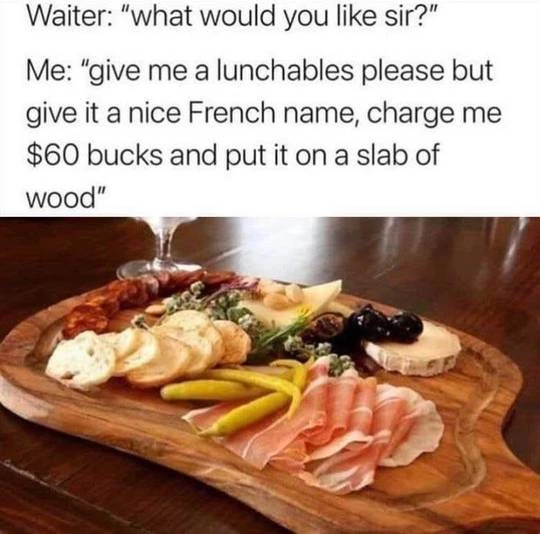 Waiter: "what would you like sir?"
Me: "give me a lunchables please but
give it a nice French name, charge me
$60 bucks and put it on a slab of
wood"